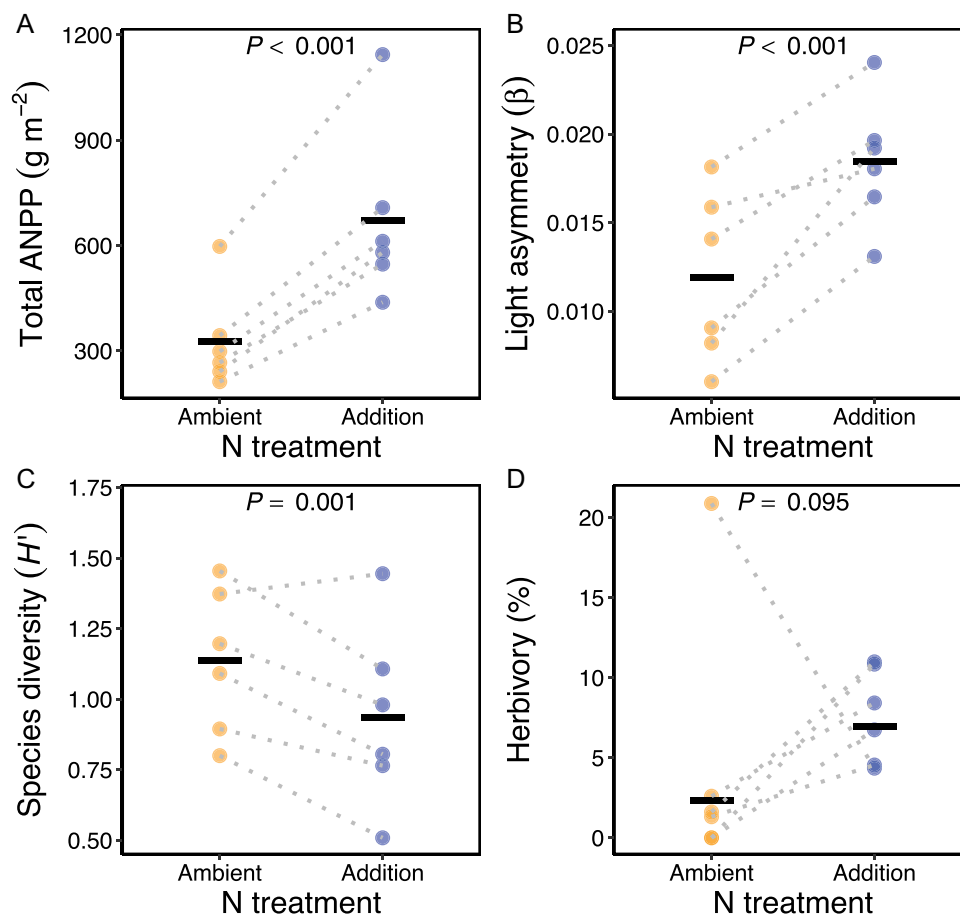 A
P < 0.001
Total ANPP (g m⁻²)
1200
900
600
300
Ambient
Addition
N treatment
B
P < 0.001
Light asymmetry (β)
0.025
0.020
0.015
0.010
Ambient
Addition
N treatment
C
P = 0.001
Species diversity (H')
1.75
1.50
1.25
1.00
0.75
0.50
Ambient
Addition
N treatment
D
P = 0.095
Herbivory (%)
20
15
10
5
0
Ambient
Addition
N treatment